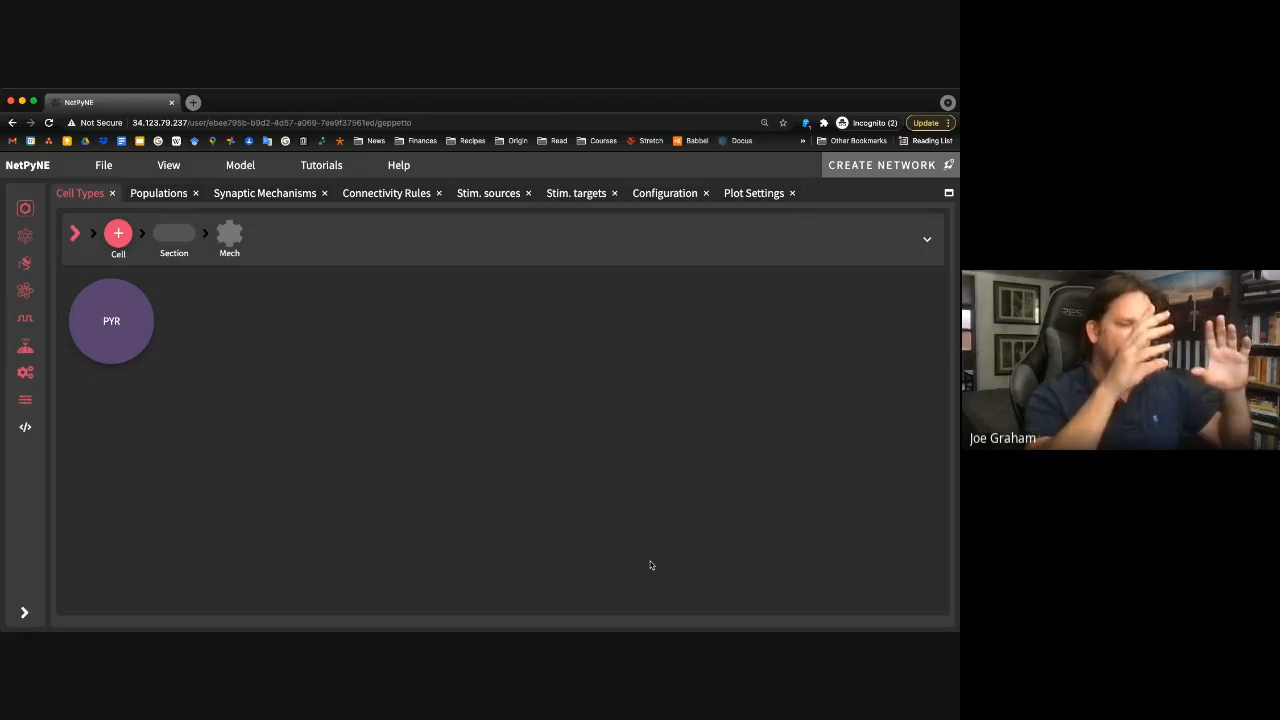 NetPyNE
Not Secure 34.123.79.237/user/ebee795b-b9d2-4d57-a069-7ee9f37561ed/geppetto Incognito (2) Update
News Finances Recipes Origin Read Courses Stretch Babbel Docus » Other Bookmarks Reading List
NetPyNE File View Model Tutorials Help CREATE NETWORK
Cell Types Populations Synaptic Mechanisms Connectivity Rules Stim. sources Stim. targets Configuration Plot Settings
Cell Section Mech
PYR
Joe Graham